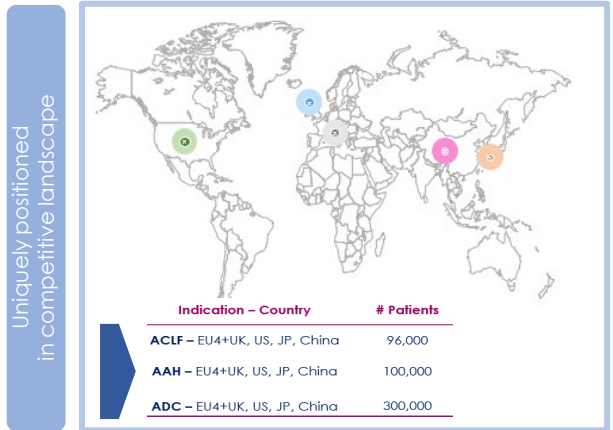 Uniquely positioned
in competitive landscape
Indication – Country # Patients
ACLF – EU4+UK, US, JP, China 96,000
AAH – EU4+UK, US, JP, China 100,000
ADC – EU4+UK, US, JP, China 300,000